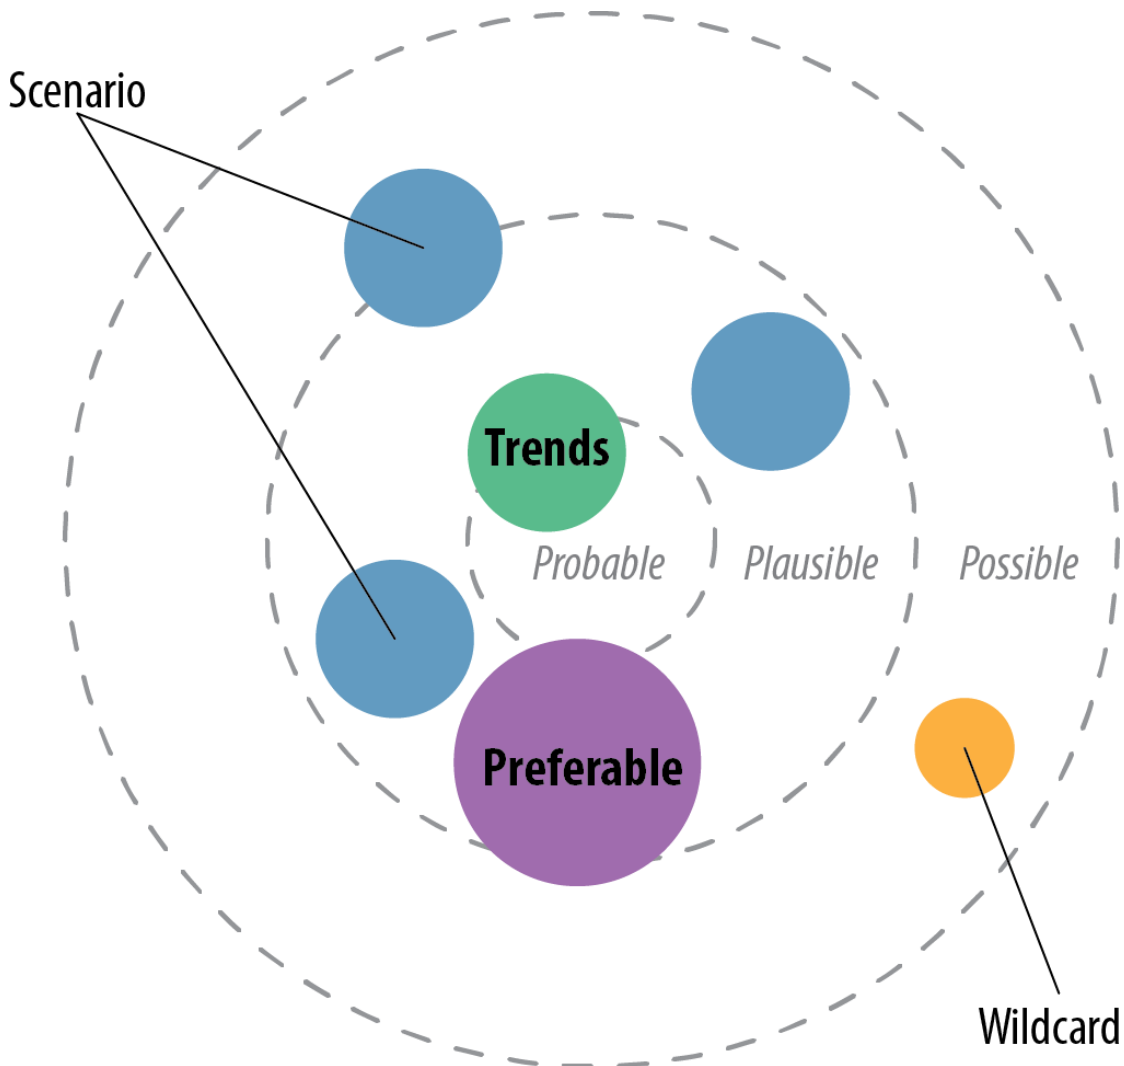 Scenario
Trends
Probable
Plausible
Possible
Preferable
Wildcard